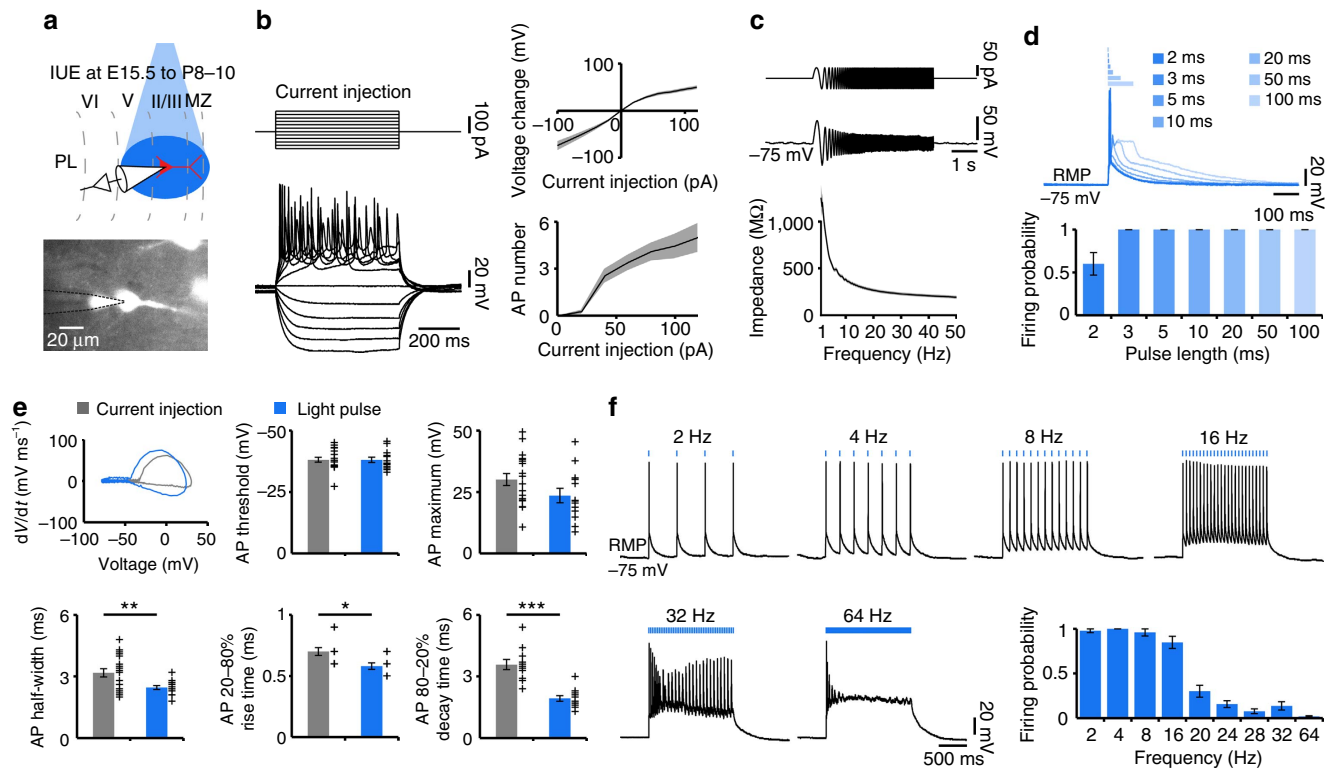 a
IUE at E15.5 to P8–10
VI V II/III MZ
PL
20 μm
b
Current injection
100 pA
20 mV
200 ms
Voltage change (mV)
100
–100 100
–100
Current injection (pA)
AP number
6
3
0
0 50 100
Current injection (pA)
c
50 pA
50 mV
–75 mV
1 s
Impedance (MΩ)
1,000
500
0
1 10 20 30 40 50
Frequency (Hz)
d
2 ms
3 ms
5 ms
10 ms
20 ms
50 ms
100 ms
RMP
–75 mV
20 mV
100 ms
Firing probability
1
0.5
0
2 3 5 10 20 50 100
Pulse length (ms)
e
Current injection
Light pulse
dV/dt (mV ms⁻¹)
100
0
–100
–100 –50 0 50
Voltage (mV)
AP threshold (mV)
–50
–25
0
AP maximum (mV)
50
25
0
AP half-width (ms)
6
3
0
**
AP 20–80%
rise time (ms)
1
0.5
0
*
AP 80–20%
decay time (ms)
6
3
0
***
f
2 Hz
4 Hz
8 Hz
16 Hz
RMP
–75 mV
32 Hz
64 Hz
20 mV
500 ms
Firing probability
1
0.5
0
2 4 8 16 20 24 28 32 64
Frequency (Hz)